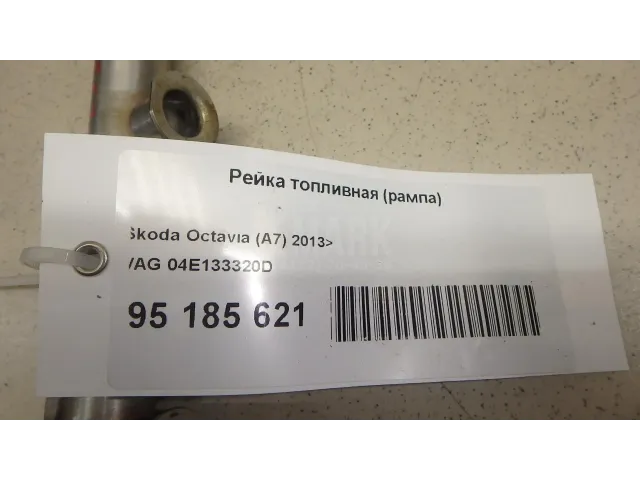 Рейка топливная (рампа)
Skoda Octavia (A7) 2013>
VAG 04E133320D
95 185 621